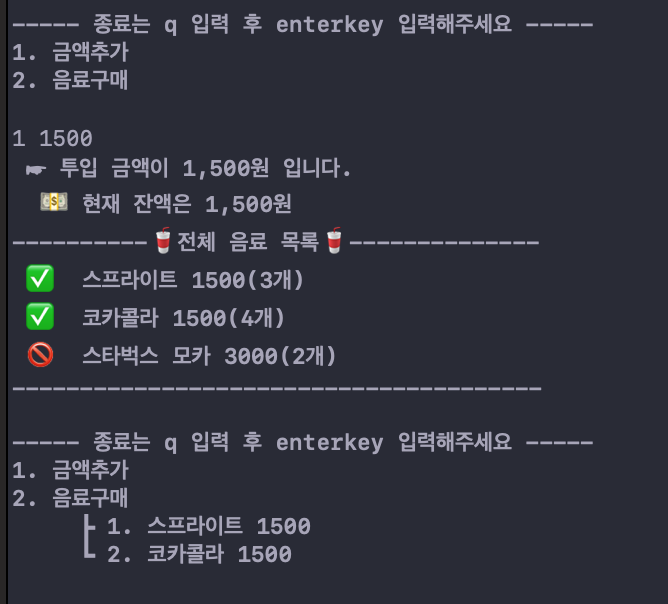 ----- 종료는 q 입력 후 enterkey 입력해주세요 -----
1. 금액추가
2. 음료구매
1 1500
☛ 투입 금액이 1,500원 입니다.
💵 현재 잔액은 1,500원
----------🥤전체 음료 목록🥤--------------
✅ 스프라이트 1500(3개)
✅ 코카콜라 1500(4개)
🚫 스타벅스 모카 3000(2개)
---------------------------------------
----- 종료는 q 입력 후 enterkey 입력해주세요 -----
1. 금액추가
2. 음료구매
┣ 1. 스프라이트 1500
┗ 2. 코카콜라 1500